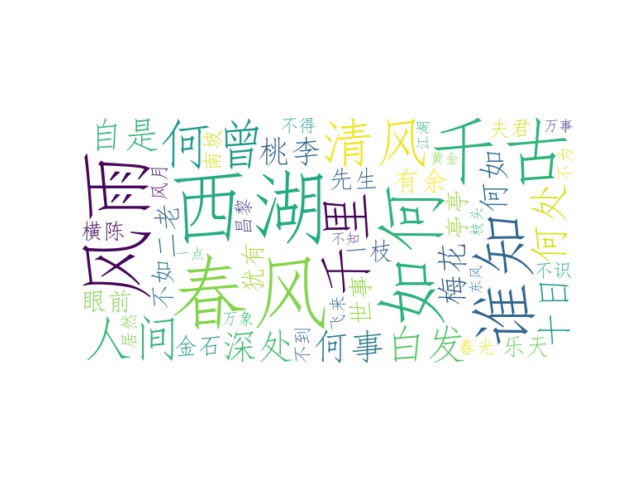 自是
何曾
南坡
不得
桃李
清风
漪江
千古
夫君
万事
黄金
风雨
风月
西湖
先生
有余
不为
横陈
二老
昌黎
千里
如何
亭亭
枝头
谁知
何如
何处
不如
一点
犹有
不知
一枝
梅花
东风
不识
眼前
春风
飞来
世事
十日
人间
居然
金石
万象
深处
不到
何事
白发
春光
乐天